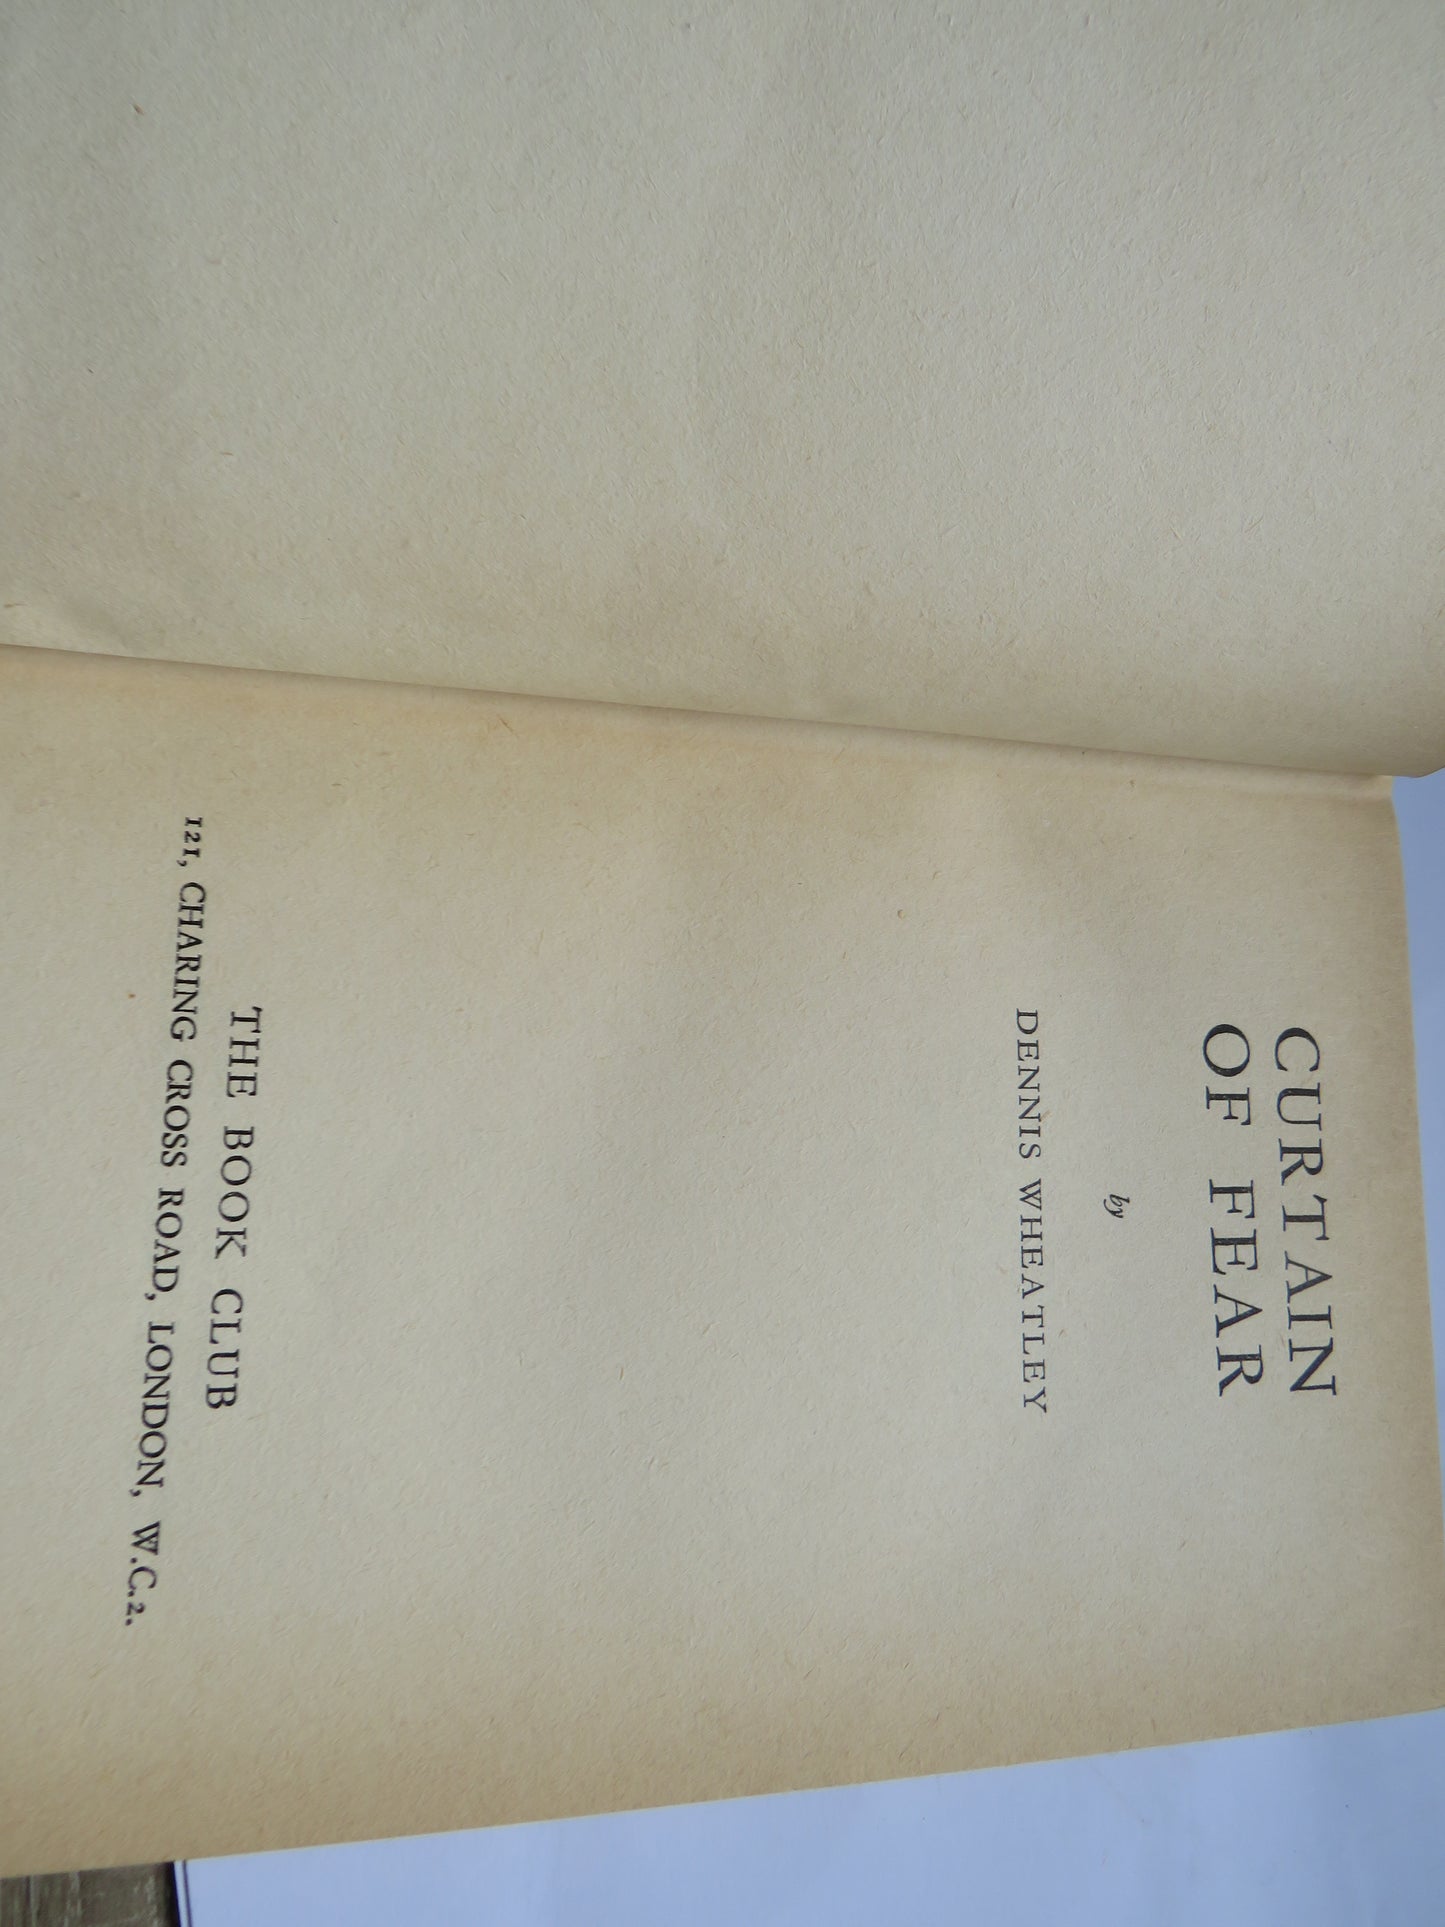 CURTAIN
OF FEAR
by
DENNIS WHEATLEY
THE BOOK CLUB
121, CHARING CROSS ROAD, LONDON, W.C.2.